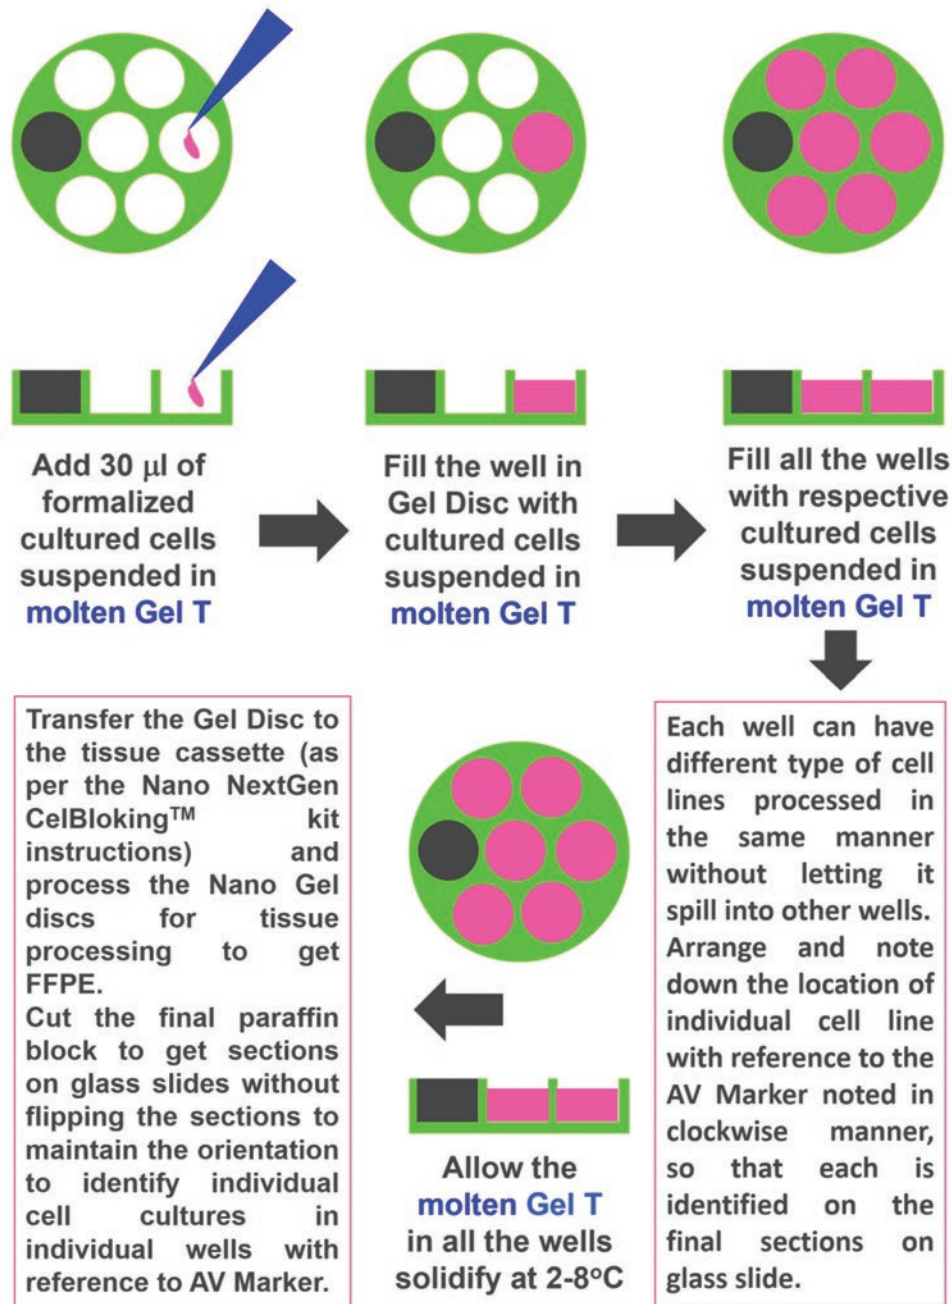 Add 30 µl of
formalized
cultured cells
suspended in
molten Gel T
Fill the well in
Gel Disc with
cultured cells
suspended in
molten Gel T
Fill all the wells
with respective
cultured cells
suspended in
molten Gel T
Each well can have
different type of cell
lines processed in
the same manner
without letting it
spill into other wells.
Arrange and note
down the location of
individual cell line
with reference to the
AV Marker noted in
clockwise manner,
so that each is
identified on the
final sections on
glass slide.
Allow the
molten Gel T
in all the wells
solidify at 2-8°C
Transfer the Gel Disc to
the tissue cassette (as
per the Nano NextGen
CelBloking™ kit
instructions) and
process the Nano Gel
discs for tissue
processing to get
FFPE.
Cut the final paraffin
block to get sections
on glass slides without
flipping the sections to
maintain the orientation
to identify individual
cell cultures in
individual wells with
reference to AV Marker.